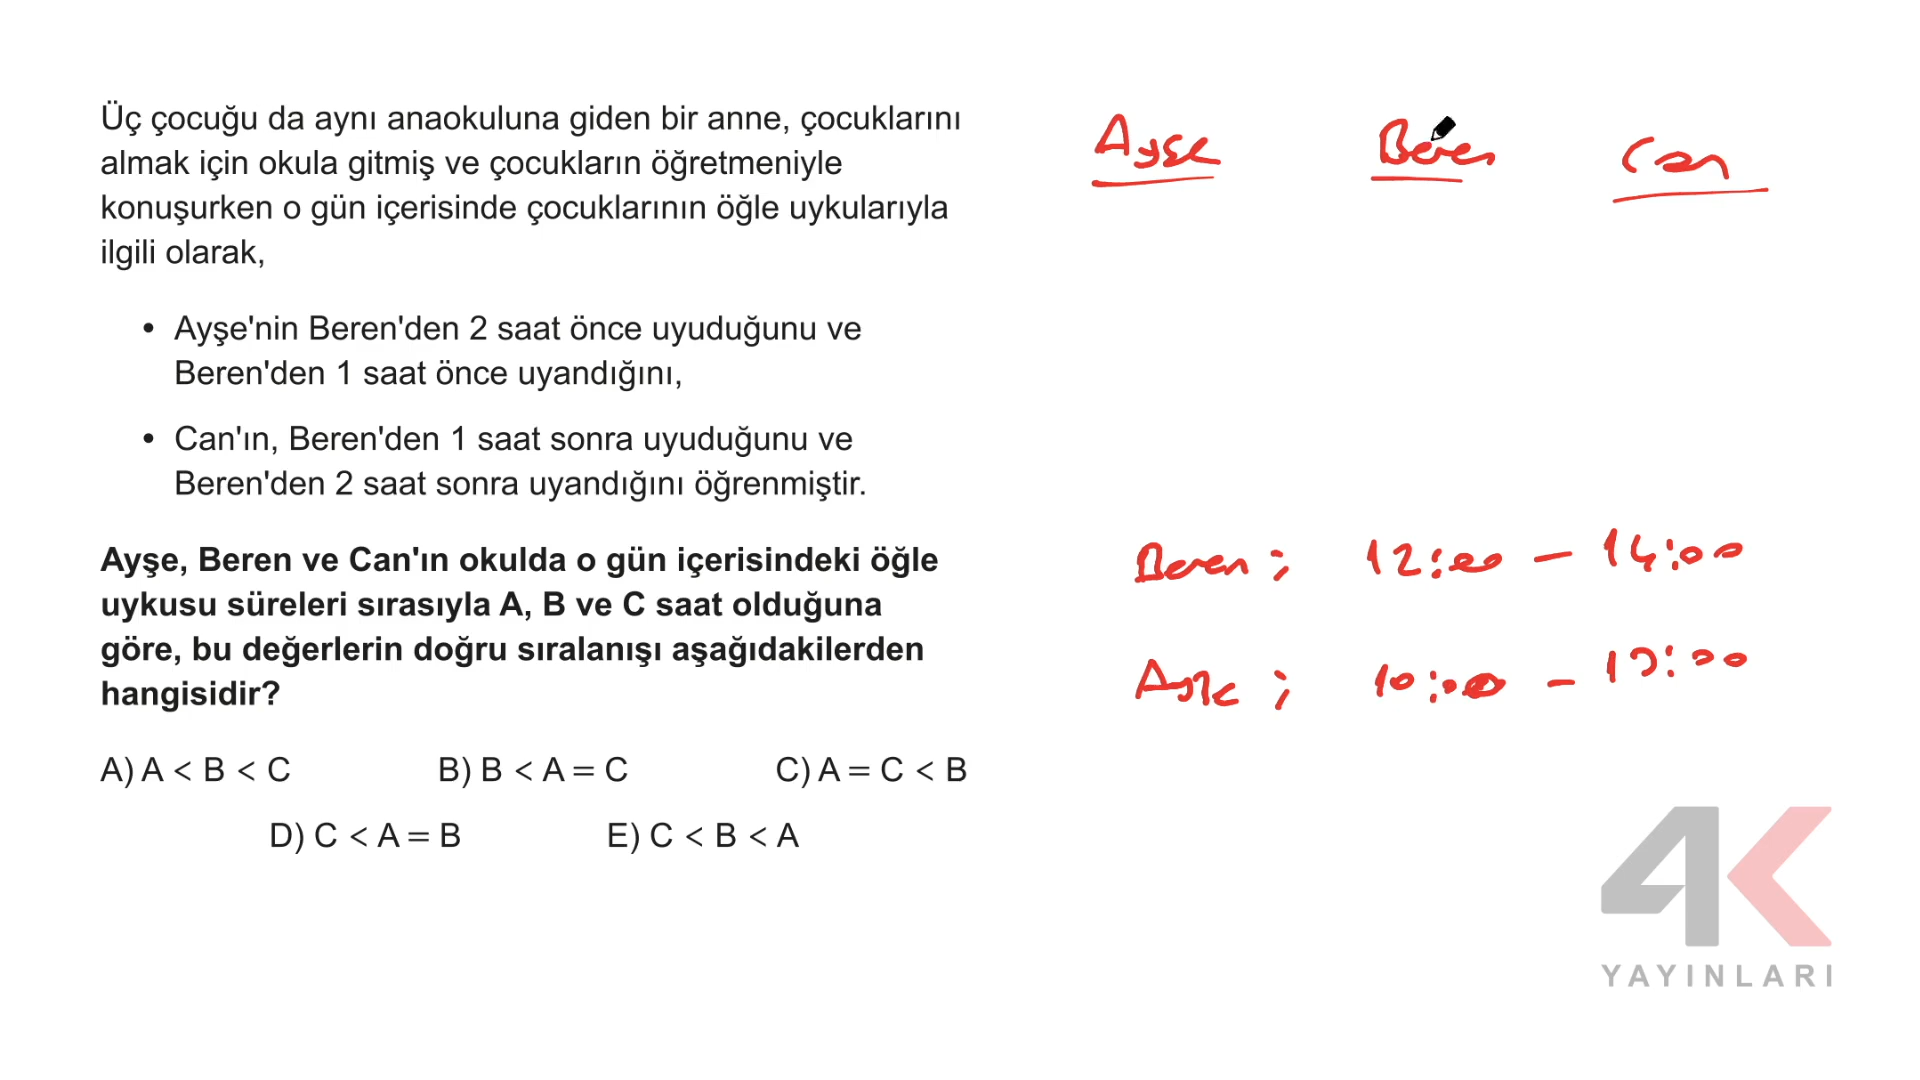 Üç çocuğu da aynı anaokuluna giden bir anne, çocuklarını
almak için okula gitmiş ve çocukların öğretmeniyle
konuşurken o gün içerisinde çocuklarının öğle uykularıyla
ilgili olarak,
• Ayşe'nin Beren'den 2 saat önce uyuduğunu ve
Beren'den 1 saat önce uyandığını,
• Can'ın, Beren'den 1 saat sonra uyuduğunu ve
Beren'den 2 saat sonra uyandığını öğrenmiştir.
Ayşe, Beren ve Can'ın okulda o gün içerisindeki öğle
uykusu süreleri sırasıyla A, B ve C saat olduğuna
göre, bu değerlerin doğru sıralanışı aşağıdakilerden
hangisidir?
A) A < B < C B) B < A = C C) A = C < B
D) C < A = B E) C < B < A
Ayşe Beren Can
Beren ; 12:00 – 14:00
Ayşe ; 10:00 – 13:00
4K
YAYINLARI